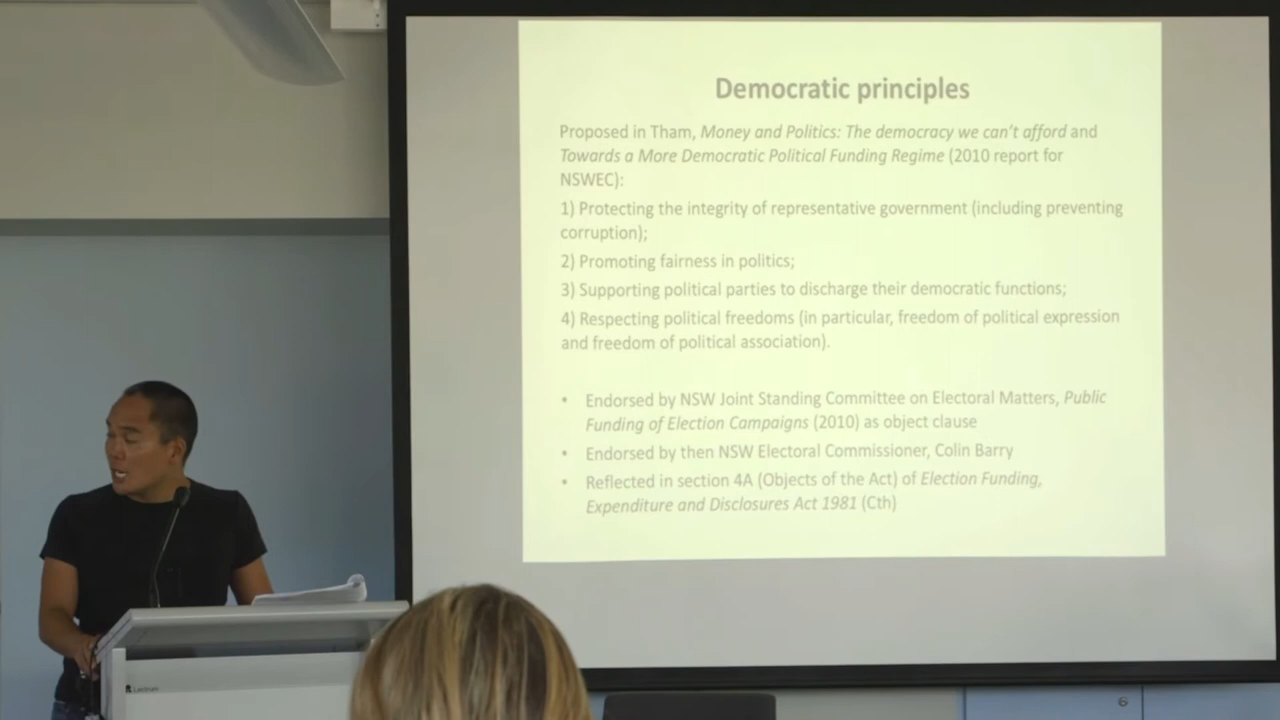 Democratic principles
Proposed in Tham, Money and Politics: The democracy we can't afford and
Towards a More Democratic Political Funding Regime (2010 report for
NSWEC):
1) Protecting the integrity of representative government (including preventing
corruption);
2) Promoting fairness in politics;
3) Supporting political parties to discharge their democratic functions;
4) Respecting political freedoms (in particular, freedom of political expression
and freedom of political association).
• Endorsed by NSW Joint Standing Committee on Electoral Matters, Public
Funding of Election Campaigns (2010) as object clause
• Endorsed by then NSW Electoral Commissioner, Colin Barry
• Reflected in section 4A (Objects of the Act) of Election Funding,
Expenditure and Disclosures Act 1981 (Cth)
Lectrum